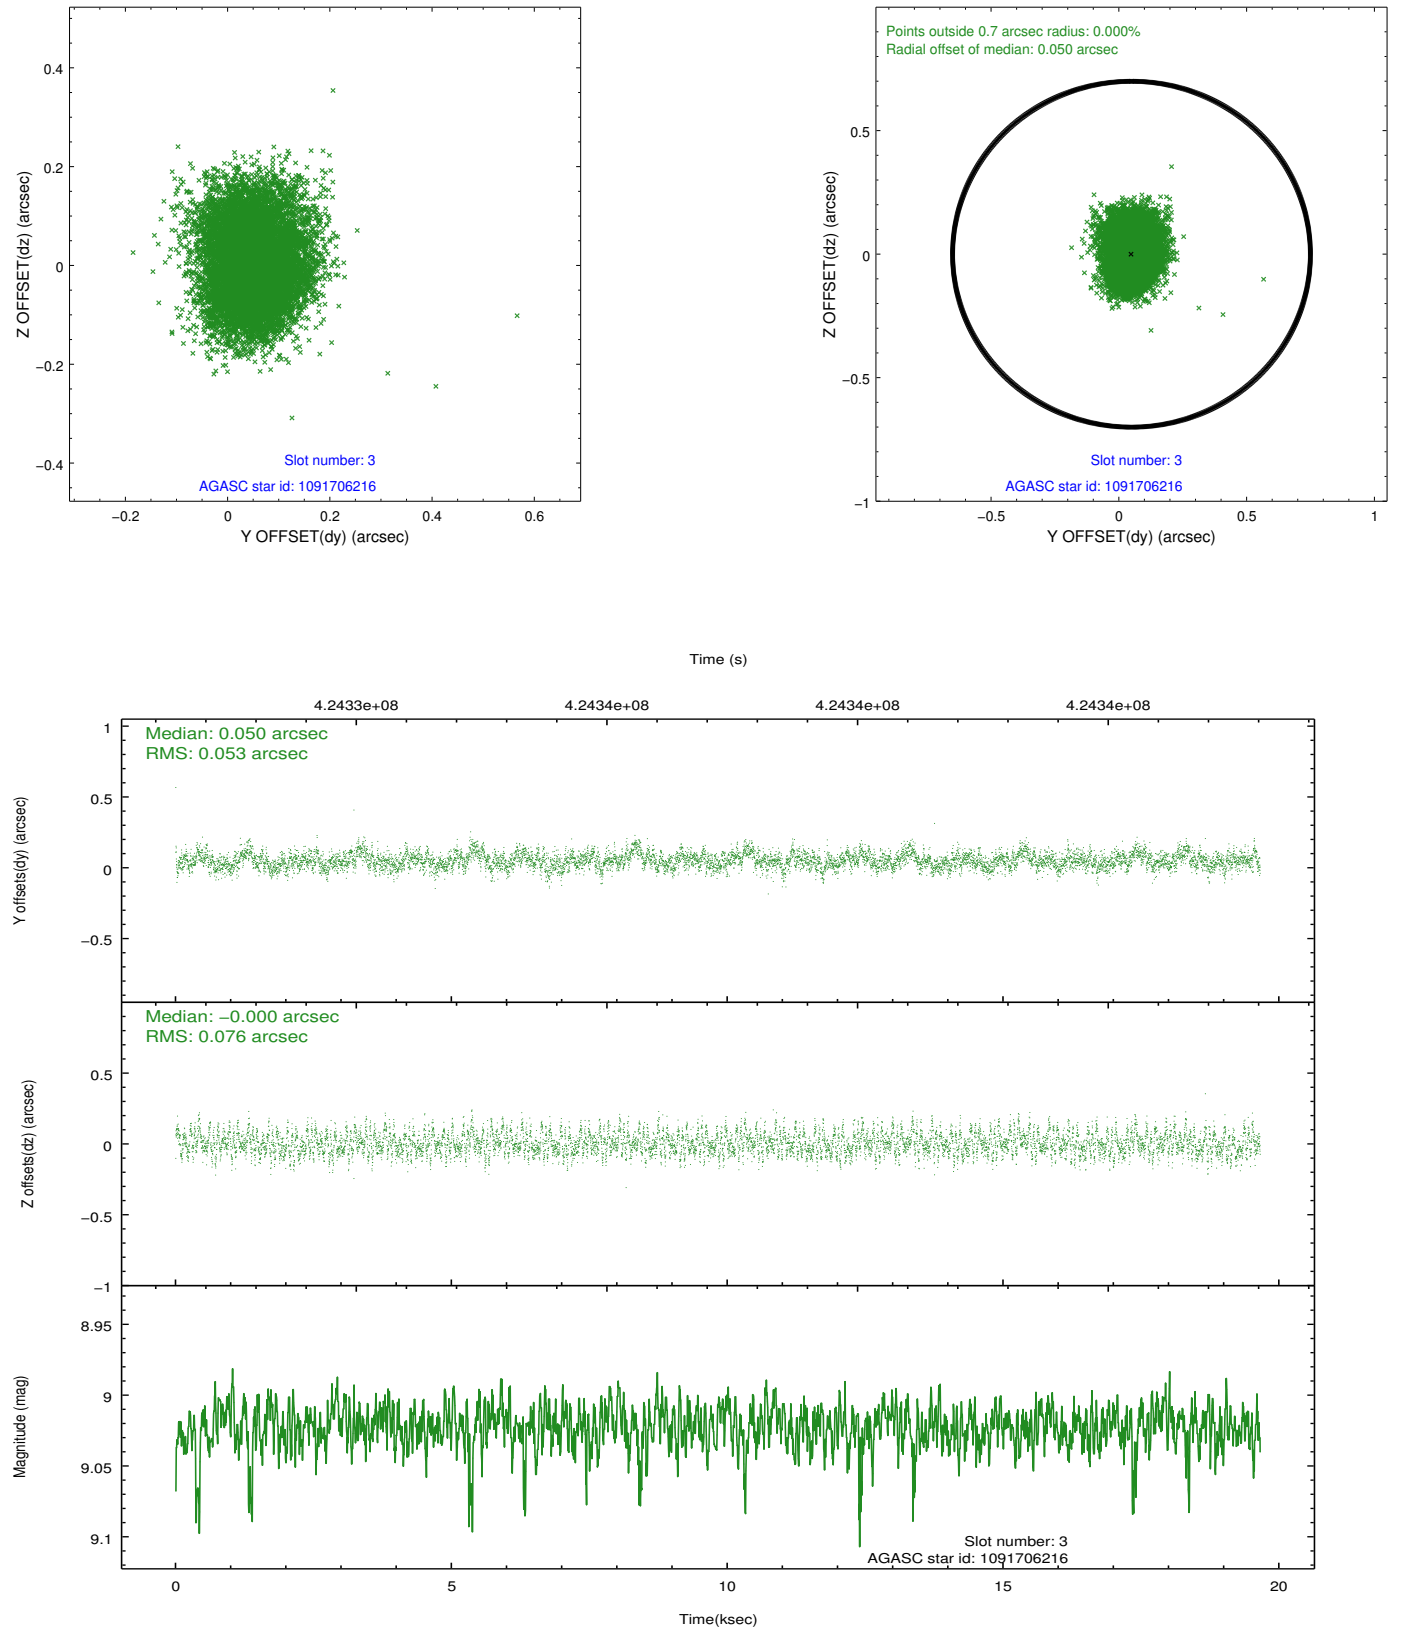 0.4
0.2
0
−0.2
−0.4
Z OFFSET(dz) (arcsec)
Slot number: 3
AGASC star id: 1091706216
−0.2
0
0.2
0.4
0.6
Y OFFSET(dy) (arcsec)
Points outside 0.7 arcsec radius: 0.000%
Radial offset of median: 0.050 arcsec
0.5
0
−0.5
−1
Z OFFSET(dz) (arcsec)
Slot number: 3
AGASC star id: 1091706216
−0.5
0
0.5
1
Y OFFSET(dy) (arcsec)
Time (s)
4.2433e+08
4.2434e+08
4.2434e+08
4.2434e+08
Median: 0.050 arcsec
RMS: 0.053 arcsec
1
0.5
0
−0.5
Y offsets(dy) (arcsec)
Median: −0.000 arcsec
RMS: 0.076 arcsec
0.5
0
−0.5
−1
Z offsets(dz) (arcsec)
8.95
9
9.05
9.1
Magnitude (mag)
Slot number: 3
AGASC star id: 1091706216
0
5
10
15
20
Time(ksec)